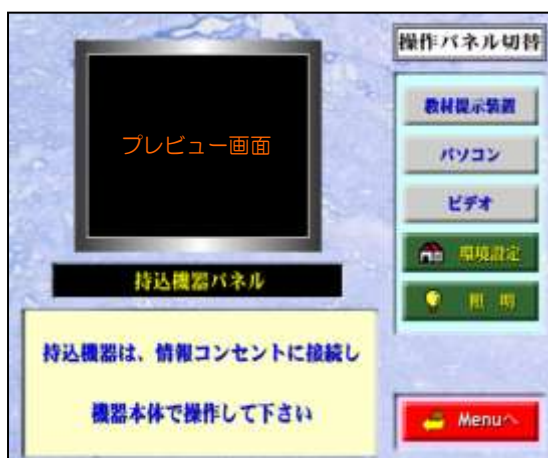 操作パネル切替
プレビュー画面
教材提示装置
パソコン
ビデオ
環境設定
照明
持込機器パネル
持込機器は、情報コンセントに接続し
機器本体で操作して下さい
Menuへ